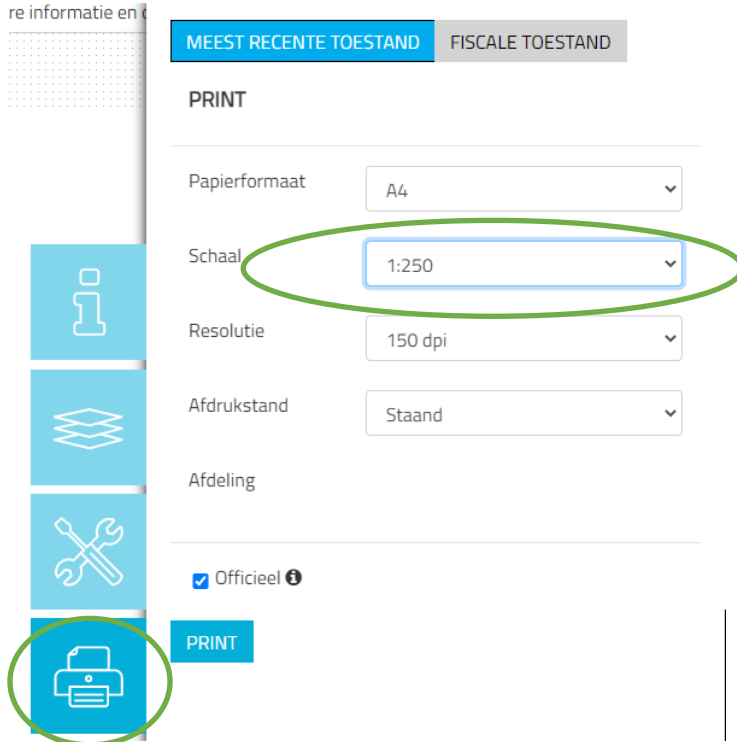 re informatie en
MEEST RECENTE TOESTAND FISCALE TOESTAND
PRINT
Papierformaat A4
Schaal 1:250
Resolutie 150 dpi
Afdrukstand Staand
Afdeling
Officieel
PRINT